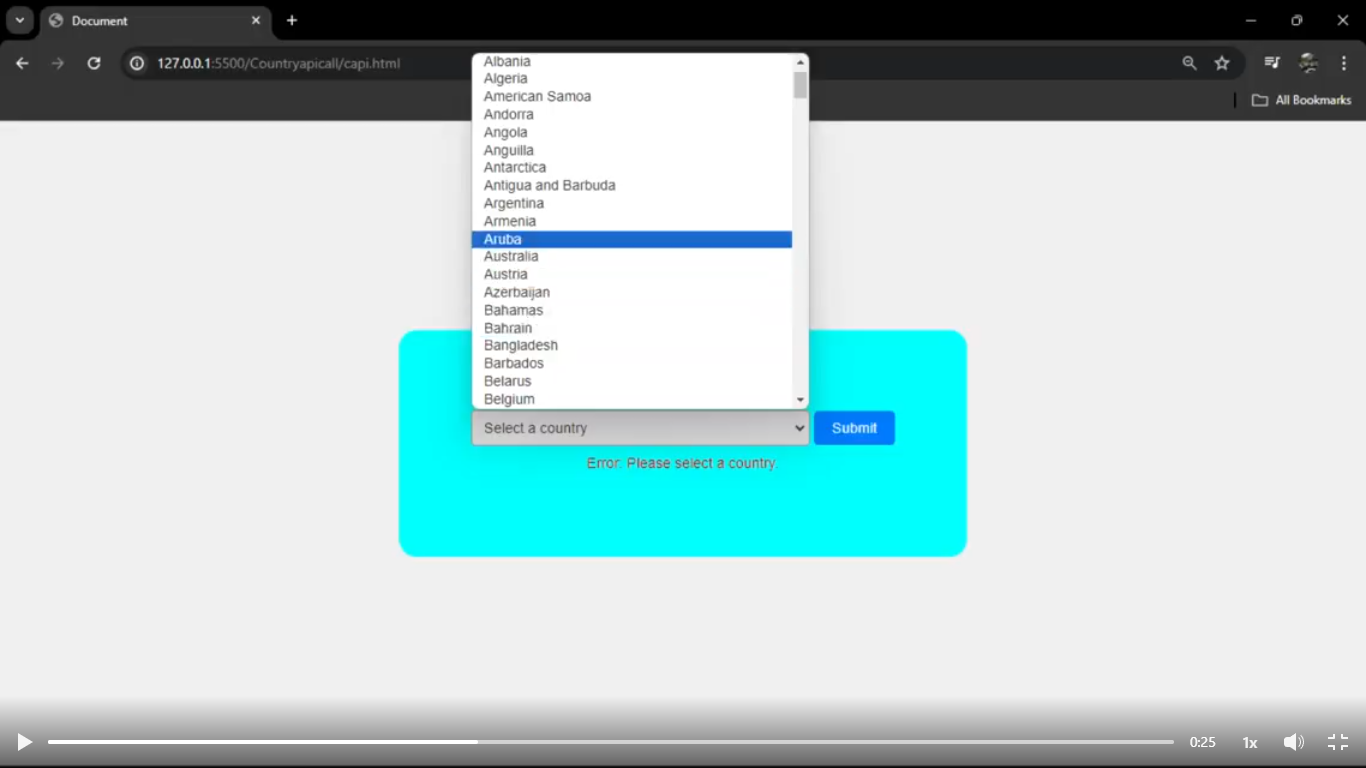 Document
127.0.0.1:5500/Countryapicall/capi.html
All Bookmarks
Albania
Algeria
American Samoa
Andorra
Angola
Anguilla
Antarctica
Antigua and Barbuda
Argentina
Armenia
Aruba
Australia
Austria
Azerbaijan
Bahamas
Bahrain
Bangladesh
Barbados
Belarus
Belgium
Select a country
Submit
Error: Please select a country.
0:25
1x